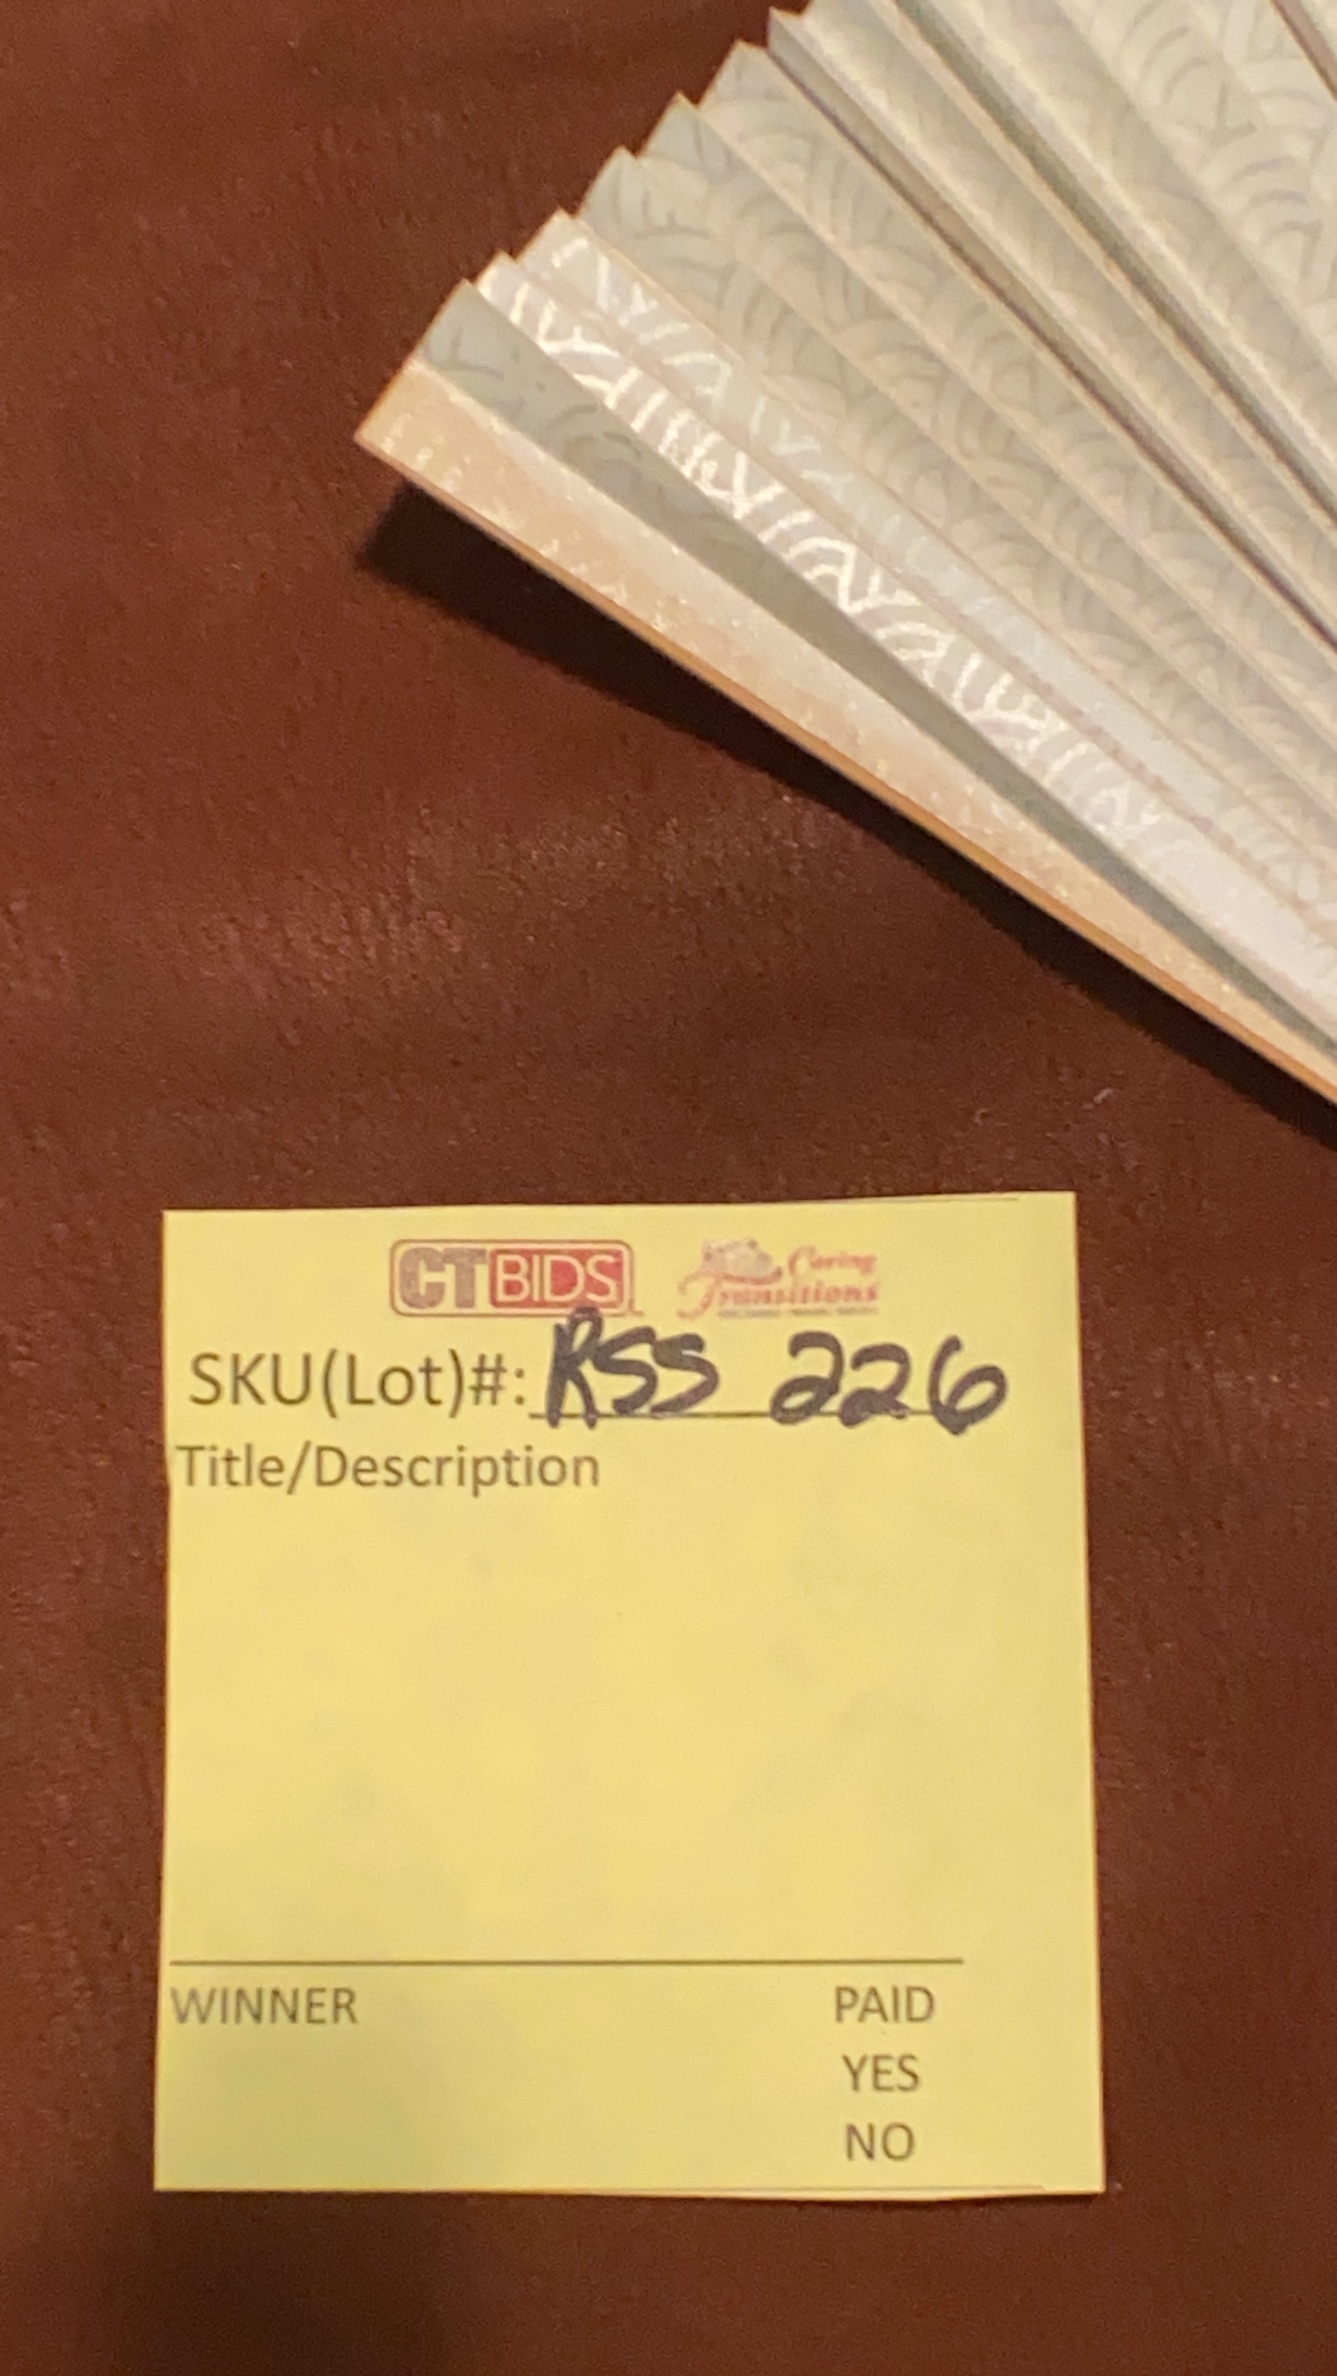 CTBIDS Caring
Transitions
SKU(Lot)#: RSS 226
Title/Description
WINNER PAID
YES
NO